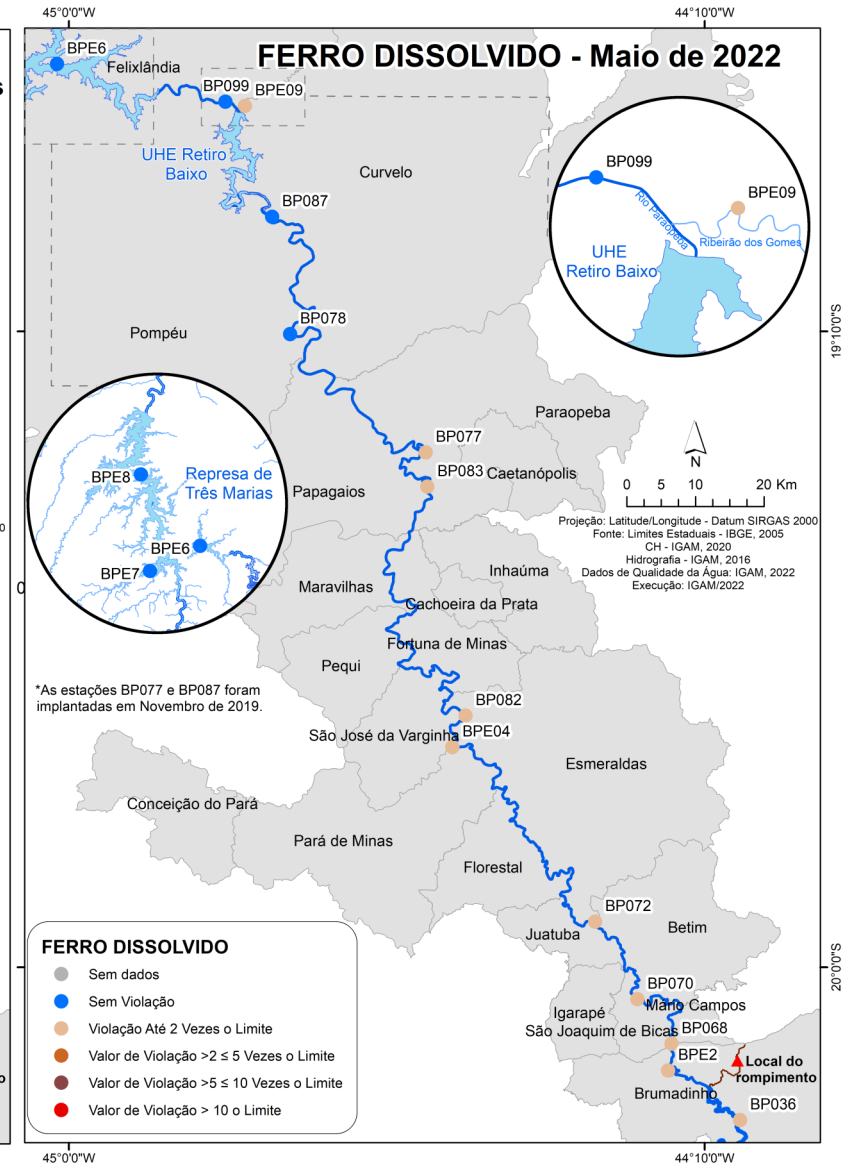 45°0'0"W
44°10'0"W
FERRO DISSOLVIDO - Maio de 2022
BPE6
Felixlândia
BP099
BPE09
UHE Retiro
Baixo
Curvelo
BP087
BP099
BPE09
Rio Paraopeba
Ribeirão dos Gomes
UHE
Retiro Baixo
BP078
Pompéu
19°10'0"S
Paraopeba
BP077
N
BP083
Caetanópolis
BPE8
Represa de
Três Marias
Papagaios
0 5 10 20 Km
BPE6
BPE7
Projeção: Latitude/Longitude - Datum SIRGAS 2000
Fonte: Limites Estaduais - IBGE, 2005
CH - IGAM, 2020
Hidrografia - IGAM, 2016
Dados de Qualidade da Água: IGAM, 2022
Execução: IGAM/2022
Inhaúma
Maravilhas
Cachoeira da Prata
Fortuna de Minas
Pequi
*As estações BP077 e BP087 foram
implantadas em Novembro de 2019.
BP082
São José da Varginha
BPE04
Esmeraldas
Conceição do Pará
Pará de Minas
Florestal
BP072
Juatuba
Betim
20°0'0"S
BP070
Mário Campos
Igarapé
São Joaquim de Bicas
BP068
BPE2
Local do
rompimento
Brumadinho
BP036
FERRO DISSOLVIDO
Sem dados
Sem Violação
Violação Até 2 Vezes o Limite
Valor de Violação >2 ≤ 5 Vezes o Limite
Valor de Violação >5 ≤ 10 Vezes o Limite
Valor de Violação > 10 o Limite
45°0'0"W
44°10'0"W